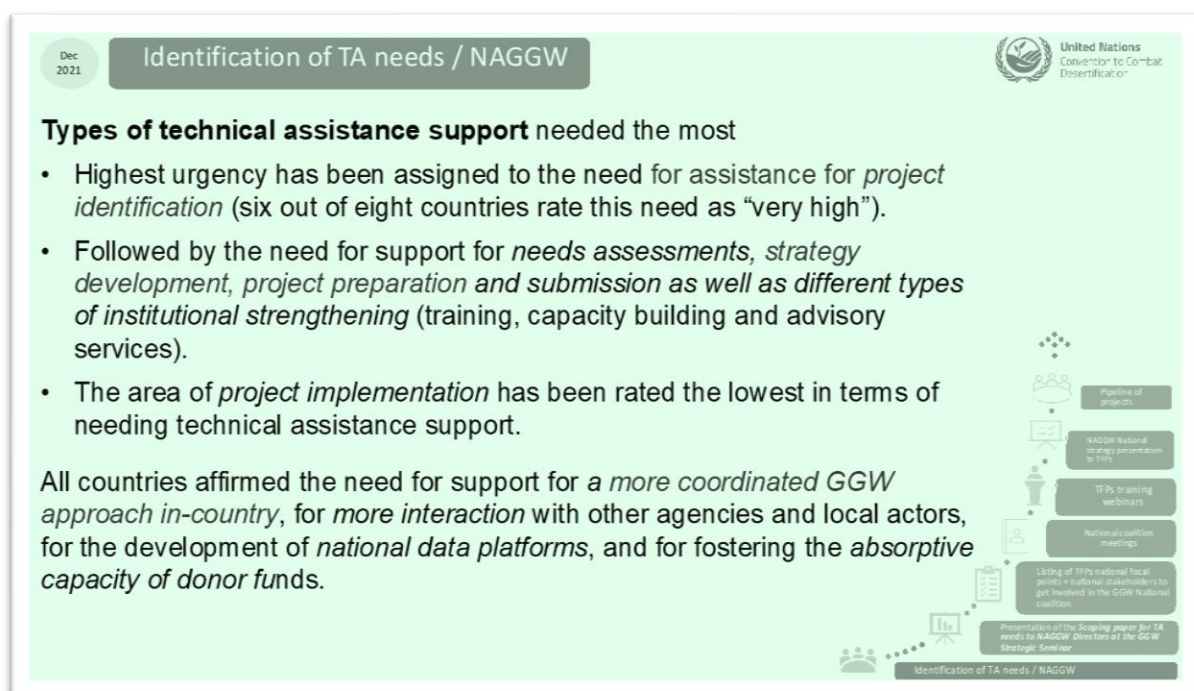 Dec
2021
Identification of TA needs / NAGGW
United Nations
Convention to Combat
Desertification
Types of technical assistance support needed the most
• Highest urgency has been assigned to the need for assistance for project
identification (six out of eight countries rate this need as “very high”).
• Followed by the need for support for needs assessments, strategy
development, project preparation and submission as well as different types
of institutional strengthening (training, capacity building and advisory
services).
• The area of project implementation has been rated the lowest in terms of
needing technical assistance support.
All countries affirmed the need for support for a more coordinated GGW
approach in-country, for more interaction with other agencies and local actors,
for the development of national data platforms, and for fostering the absorptive
capacity of donor funds.
Pipeline of
projects
NAGGW National
strategy presentation
to TFPs
TFPs training
webinars
National coalition
meetings
Listing of TFPs national focal
points + national stakeholders to
get involved in the GGW National
coalition
Presentation of the Scoping paper for TA
needs to NAGGW Directors at the GGW
Strategic Seminar
Identification of TA needs / NAGGW